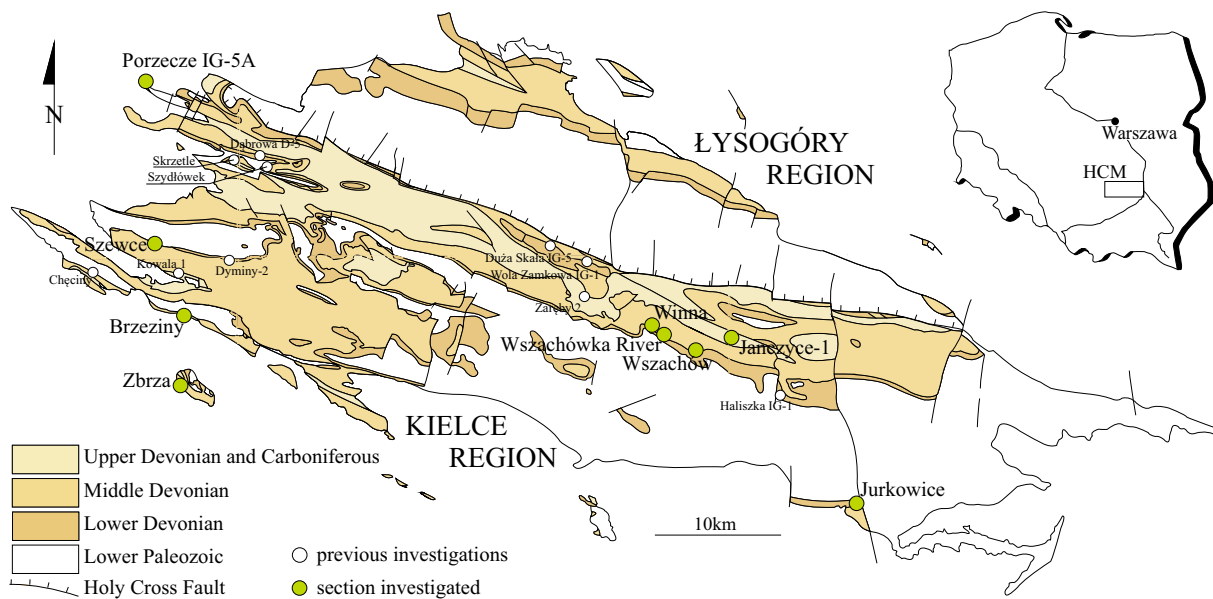 Porzecze IG-5A
N
Dąbrowa D-5
Skrzetle
Szydłówek
ŁYSOGÓRY
REGION
Warszawa
HCM
Szewce
Kowala 1
Dyminy-2
Chęciny 1
Duża Skała IG-5
Wola Zamkowa IG-1
Zaręby 2
Brzeziny
Winna
Wszachówka River
Wszachów
Janczyce-1
Zbrza
Haliszka IG-1
KIELCE
REGION
Jurkowice
10km
Upper Devonian and Carboniferous
Middle Devonian
Lower Devonian
Lower Paleozoic
Holy Cross Fault
previous investigations
section investigated